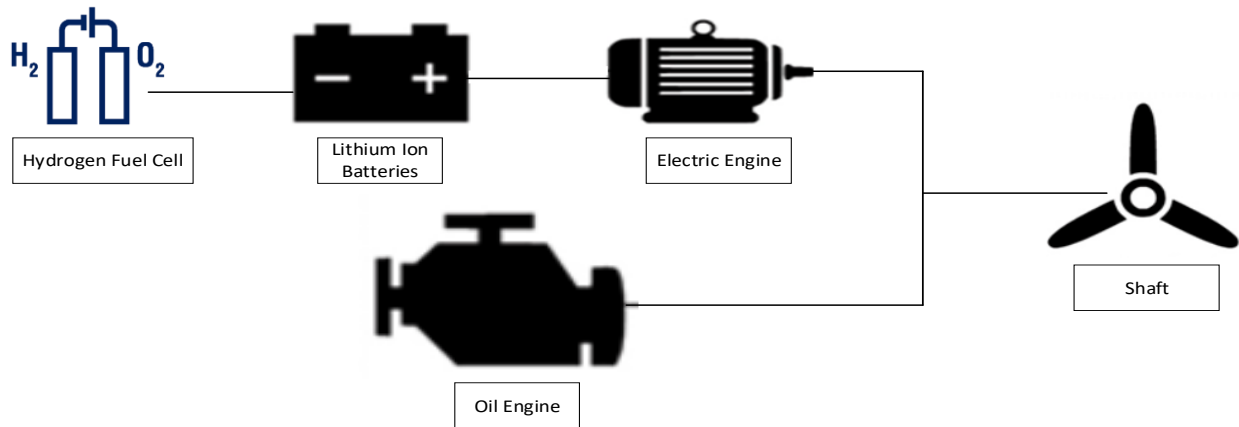 H2 O2
Hydrogen Fuel Cell
Lithium Ion
Batteries
Electric Engine
Shaft
Oil Engine